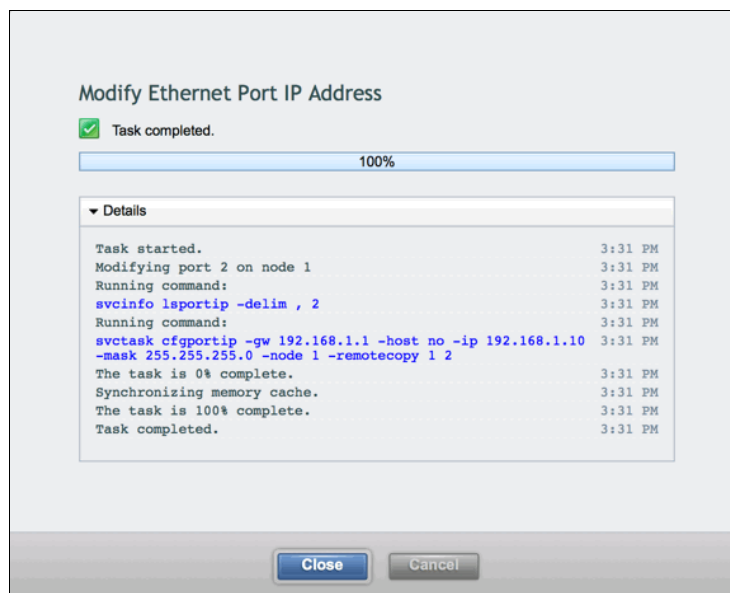 Modify Ethernet Port IP Address
Task completed.
100%
Details
Task started. 3:31 PM
Modifying port 2 on node 1 3:31 PM
Running command: 3:31 PM
svcinfo lsportip -delim , 2 3:31 PM
Running command: 3:31 PM
svctask cfgportip -gw 192.168.1.1 -host no -ip 192.168.1.10 3:31 PM
-mask 255.255.255.0 -node 1 -remotecopy 1 2
The task is 0% complete. 3:31 PM
Synchronizing memory cache. 3:31 PM
The task is 100% complete. 3:31 PM
Task completed. 3:31 PM
Close Cancel